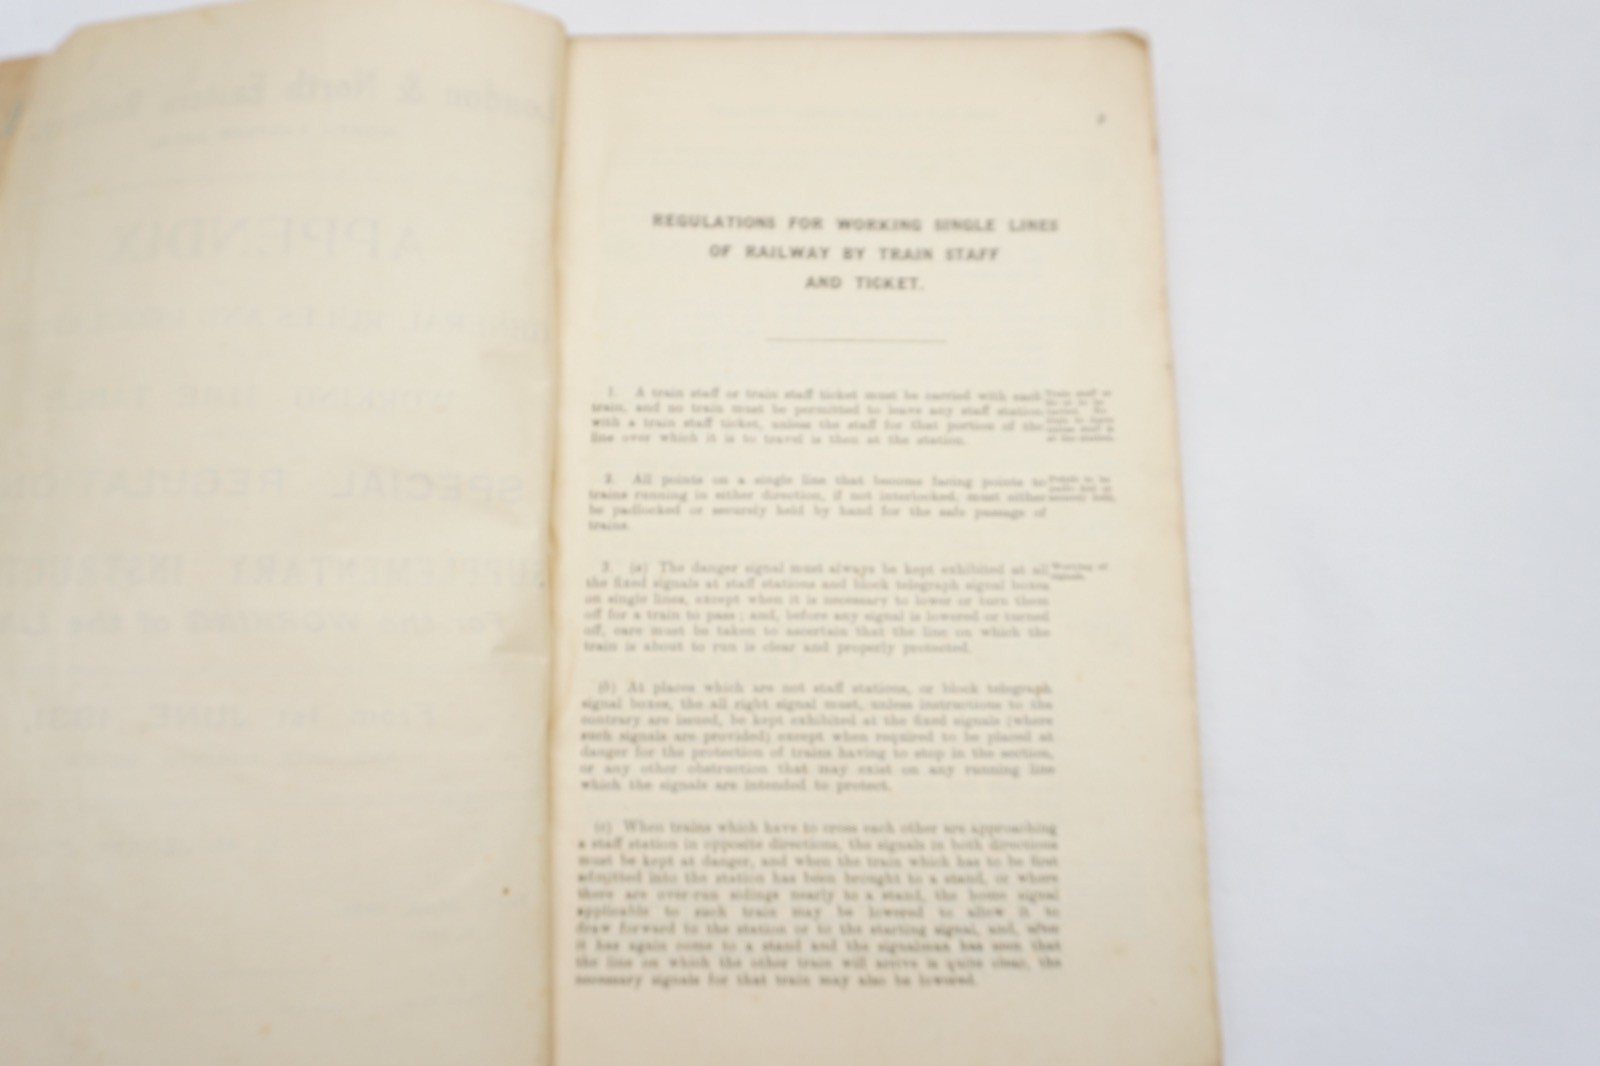 REGULATIONS FOR WORKING SINGLE LINES
OF RAILWAY BY TRAIN STAFF
AND TICKET.
1. A train staff or train staff ticket must be carried with each
train, and no train must be permitted to leave any staff station
with a train staff ticket, unless the staff for that portion of the
line over which it is to travel is then at the station.
2. All points on a single line that become facing points to
trains running in either direction, if not interlocked, must either
be padlocked or securely held by hand for the safe passage of
trains.
3. (a) The danger signal must always be kept exhibited at all
the fixed signals at staff stations and block telegraph signal boxes
on single lines, except when it is necessary to lower or turn them
off for a train to pass; and, before any signal is lowered or turned
off, care must be taken to ascertain that the line on which the
train is about to run is clear and properly protected.
Working of
signals.
(b) At places which are not staff stations, or block telegraph
signal boxes, the all right signal must, unless instructions to the
contrary are issued, be kept exhibited at the fixed signals (where
such signals are provided) except when required to be placed at
danger for the protection of trains having to stop in the section,
or any other obstruction that may exist on any running line
which the signals are intended to protect.
(c) When trains which have to cross each other are approaching
a staff station in opposite directions, the signals in both directions
must be kept at danger, and when the train which has to be first
admitted into the station has been brought to a stand, or where
there are over-run sidings nearly to a stand, the home signal
applicable to such train may be lowered to allow it to
draw forward to the station or to the starting signal, and, after
it has again come to a stand and the signalman has seen that
the line on which the other train will arrive is quite clear, the
necessary signals for that train may also be lowered.